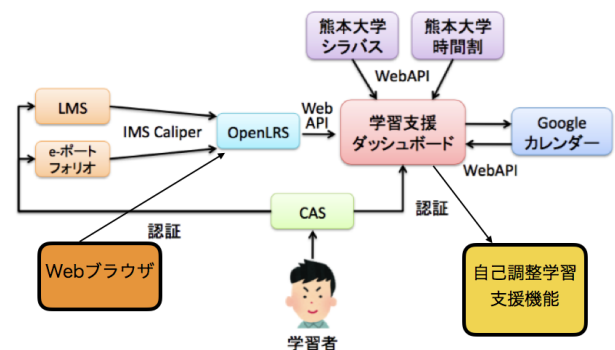 熊本大学
シラバス
熊本大学
時間割
WebAPI
LMS
IMS Caliper
OpenLRS
Web
API
学習支援
ダッシュボード
Google
カレンダー
WebAPI
e-ポート
フォリオ
認証
CAS
認証
Webブラウザ
自己調整学習
支援機能
学習者